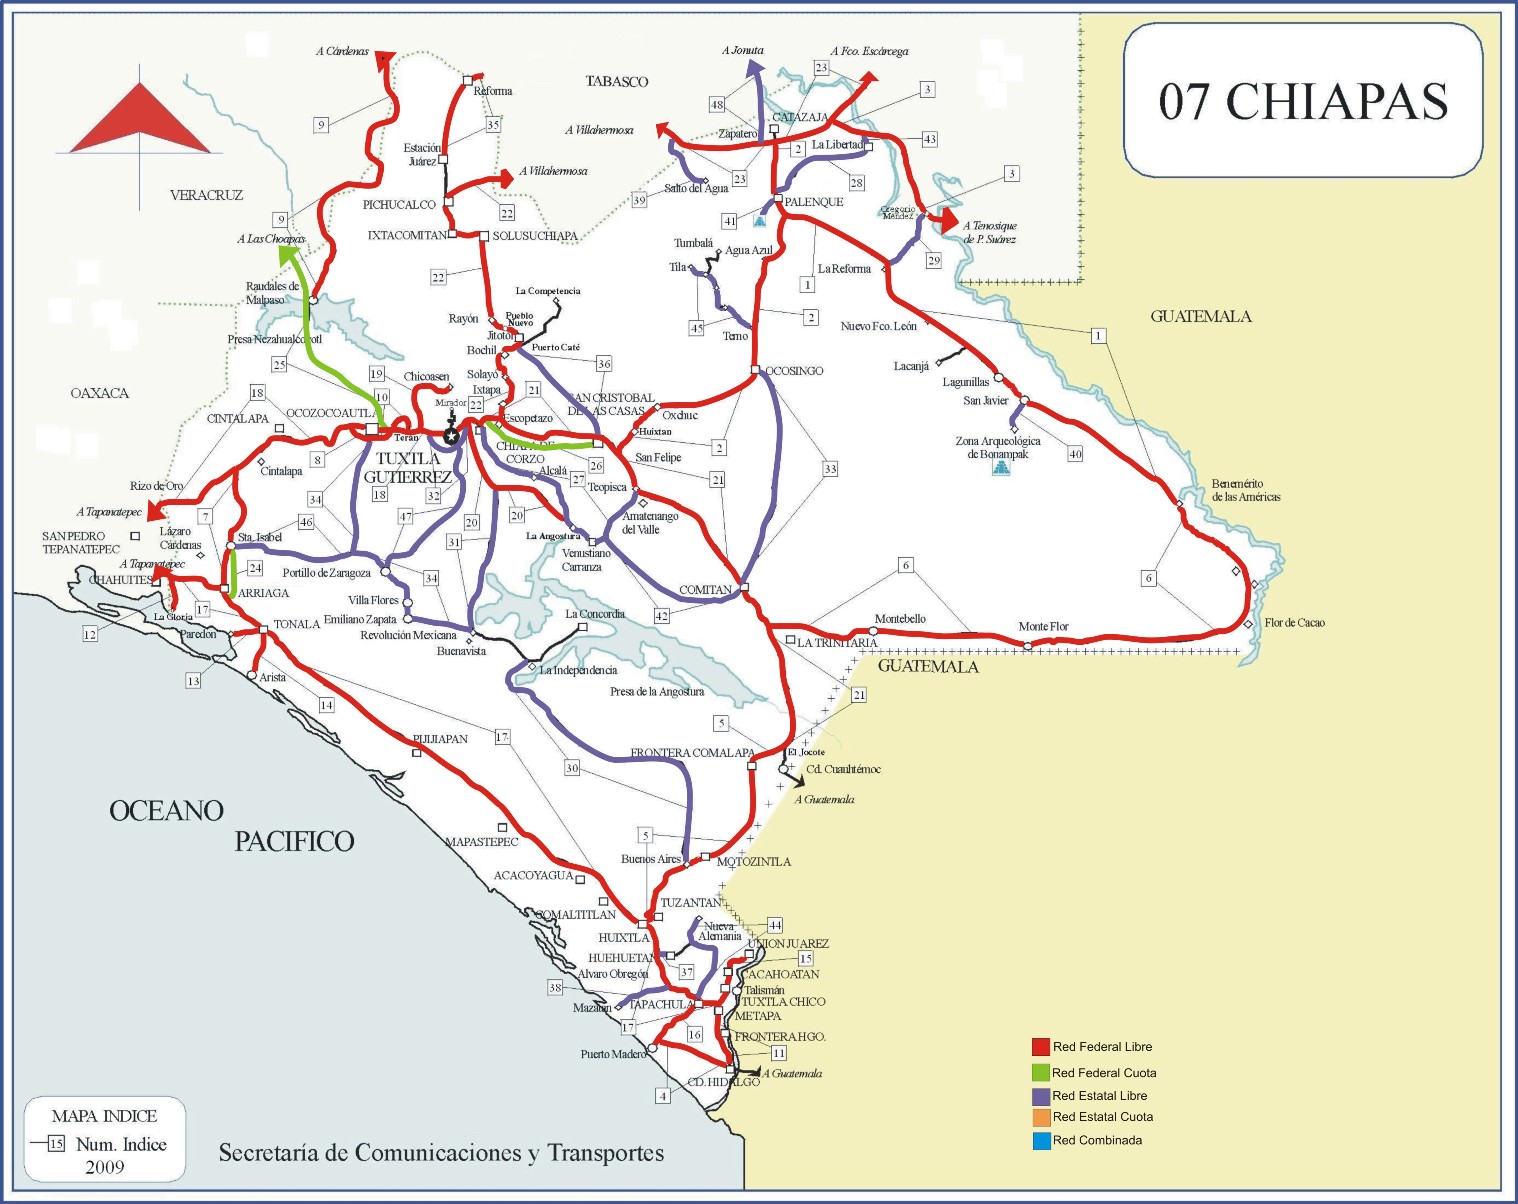 07 CHIAPAS
A Cárdenas
A Jonuta
A Fco. Escárcega
23
TABASCO
Reforma
3
48
9
35
A Villahermosa
Zapatero
CATAZAJA
43
Estación
Juárez
2
La Libertad
A Villahermosa
3
VERACRUZ
PICHUCALCO
22
39
Salto del Agua
23
28
PALENQUE
9
41
Gregorio
Méndez
A Tenosique
de P. Suárez
A Las Choapas
IXTACOMITAN
SOLUSUCHIAPA
Tumbalá
Agua Azul
Tila
29
22
La Reforma
1
Raudales de
Malpaso
La Competencia
GUATEMALA
Rayón
Pueblo
Nuevo
2
45
Temo
Nuevo Fco. León
1
Presa Nezahualcóyotl
Jitotol
Puerto Caté
Bochil
25
36
Lacanjá
OCOSINGO
19
Chicoasen
Solayó
Lagunillas
OAXACA
18
10
Ixtapa
21
San Javier
CINTALAPA
OCOZOCOAUTLA
Mirador
22
SAN CRISTOBAL
DE LAS CASAS
Oxchuc
Escopetazo
Terán
Huixtan
Zona Arqueológica
de Bonampak
CHIAPA DE
CORZO
2
40
8
TUXTLA
GUTIERREZ
San Felipe
Cintalapa
26
33
Alcalá
27
21
Rizo de Oro
34
18
32
Teopisca
Benemérito
de las Américas
A Tapanatepec
7
46
47
20
20
Amatenango
del Valle
SAN PEDRO
TEPANATEPEC
Lázaro
Cárdenas
Sta. Isabel
31
La Angostura
Venustiano
Carranza
A Tapanatepec
24
Portillo de Zaragoza
34
6
6
CHAHUITES
ARRIAGA
COMITAN
Villa Flores
17
La Gloria
Emiliano Zapata
La Concordia
42
12
Paredon
TONALA
Revolución Mexicana
Montebello
Monte Flor
Flor de Cacao
Buenavista
LA TRINITARIA
GUATEMALA
13
Arista
La Independencia
Presa de la Angostura
21
14
5
PIJIJIAPAN
17
FRONTERA COMALAPA
El Jocote
30
Cd. Cuauhtémoc
A Guatemala
OCEANO
PACIFICO
MAPASTEPEC
5
Buenos Aires
MOTOZINTLA
ACACOYAGUA
TUZANTAN
COMALTITLAN
Nueva
Alemania
44
HUIXTLA
UNION JUAREZ
HUEHUETAN
15
Alvaro Obregón
37
CACAHOATAN
38
Talismán
Mazatan
TAPACHULA
TUXTLA CHICO
METAPA
17
16
FRONTERA HGO.
Puerto Madero
11
CD. HIDALGO
A Guatemala
4
Red Federal Libre
Red Federal Cuota
Red Estatal Libre
Red Estatal Cuota
Red Combinada
MAPA INDICE
15 Num. Indice
2009
Secretaría de Comunicaciones y Transportes